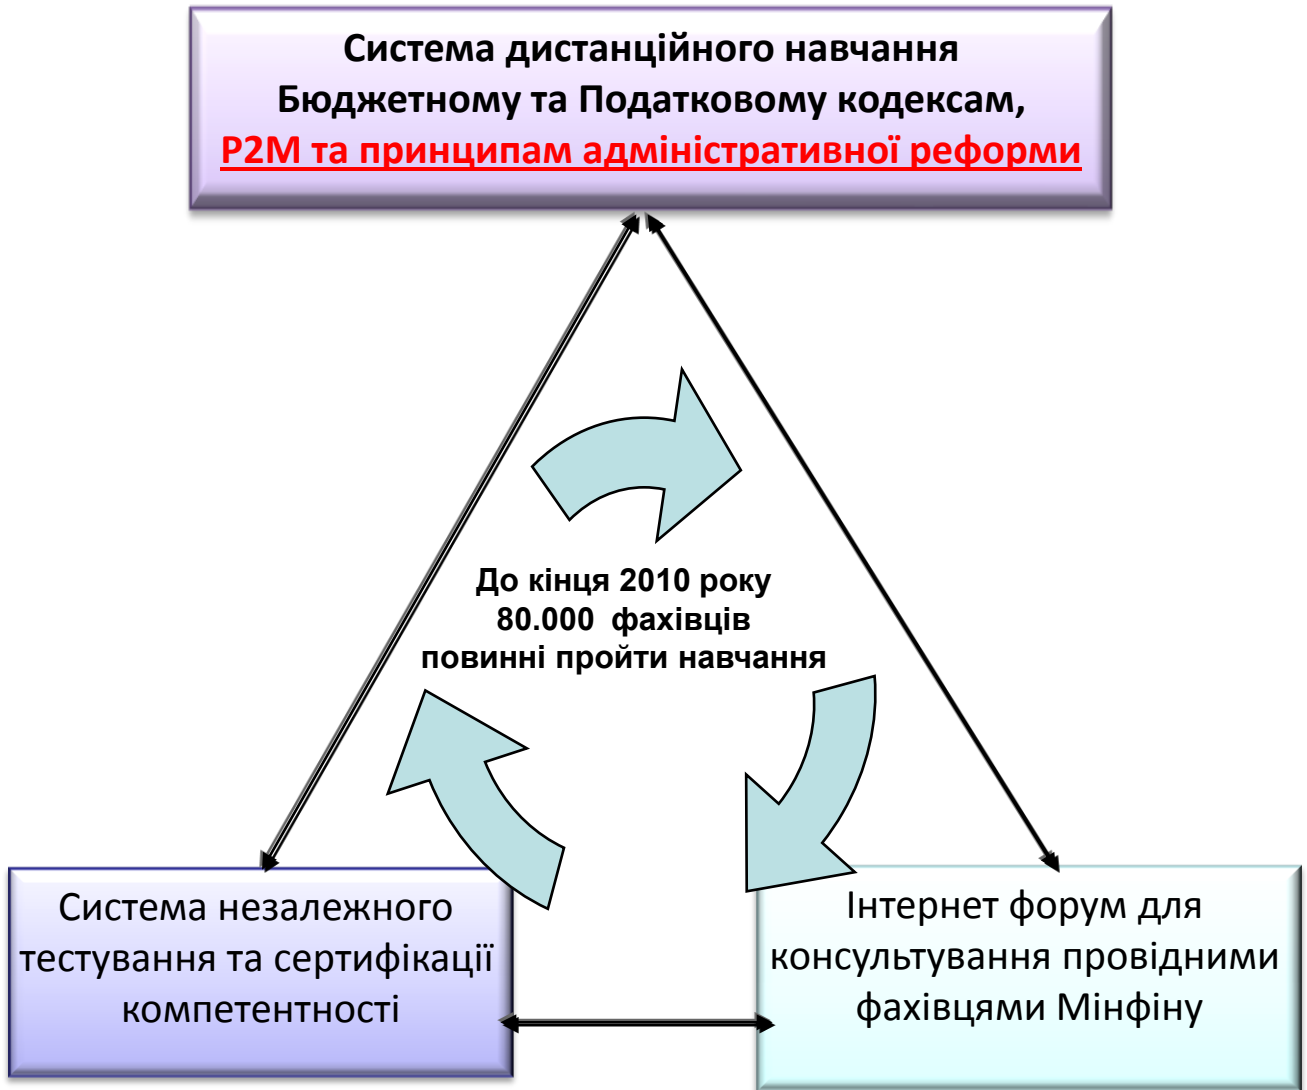 Система дистанційного навчання
Бюджетному та Податковому кодексам,
Р2М та принципам адміністративної реформи
До кінця 2010 року
80.000 фахівців
повинні пройти навчання
Система незалежного
тестування та сертифікації
компетентності
Інтернет форум для
консультування провідними
фахівцями Мінфіну